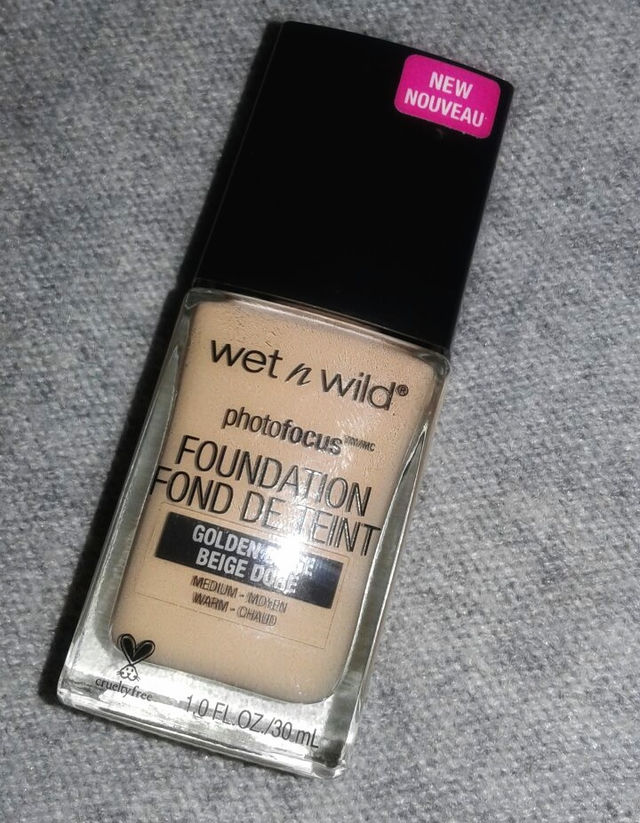 NEW
NOUVEAU
wet n wild®
photofocus
FOUNDATION
FOND DE TEINT
GOLDEN
BEIGE DORÉ
MEDIUM - MOYEN
WARM - CHAUD
crueltyfree
1.0 FL.OZ./30 mL